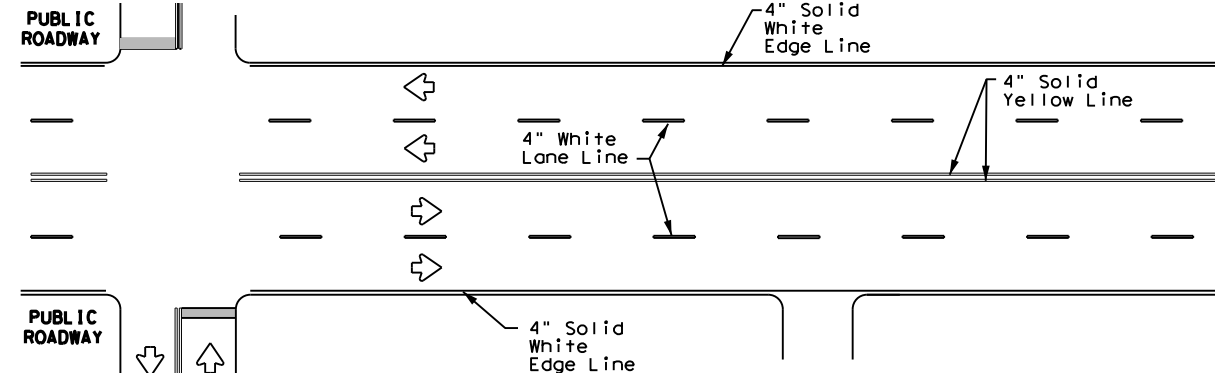 PUBLIC
ROADWAY
4" Solid
White
Edge Line
4" Solid
Yellow Line
4" White
Lane Line
PUBLIC
ROADWAY
4" Solid
White
Edge Line